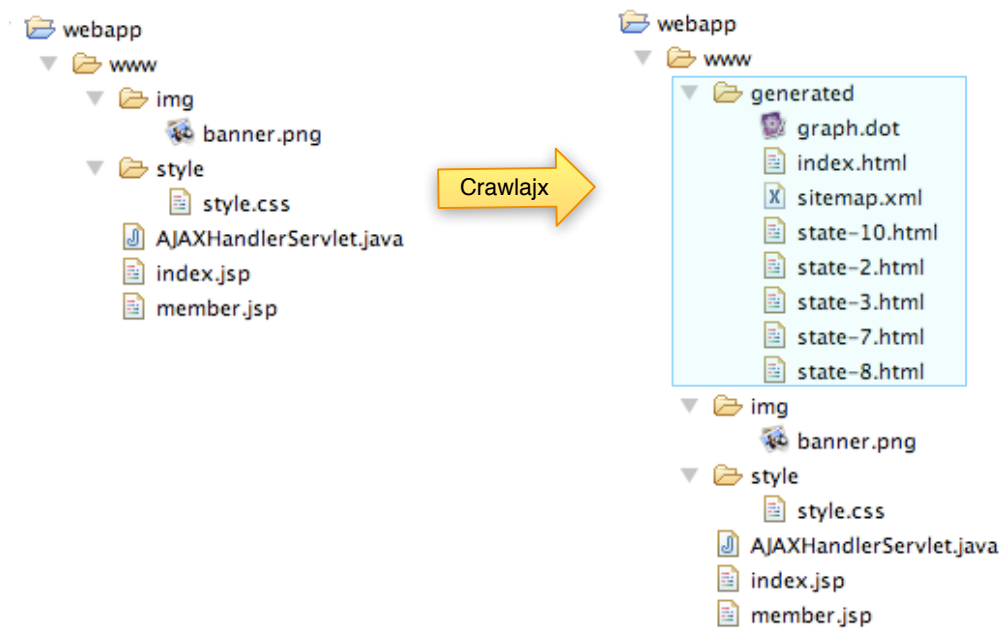 webapp
www
img
banner.png
style
style.css
AJAXHandlerServlet.java
index.jsp
member.jsp
Crawlajx
webapp
www
generated
graph.dot
index.html
sitemap.xml
state-10.html
state-2.html
state-3.html
state-7.html
state-8.html
img
banner.png
style
style.css
AJAXHandlerServlet.java
index.jsp
member.jsp